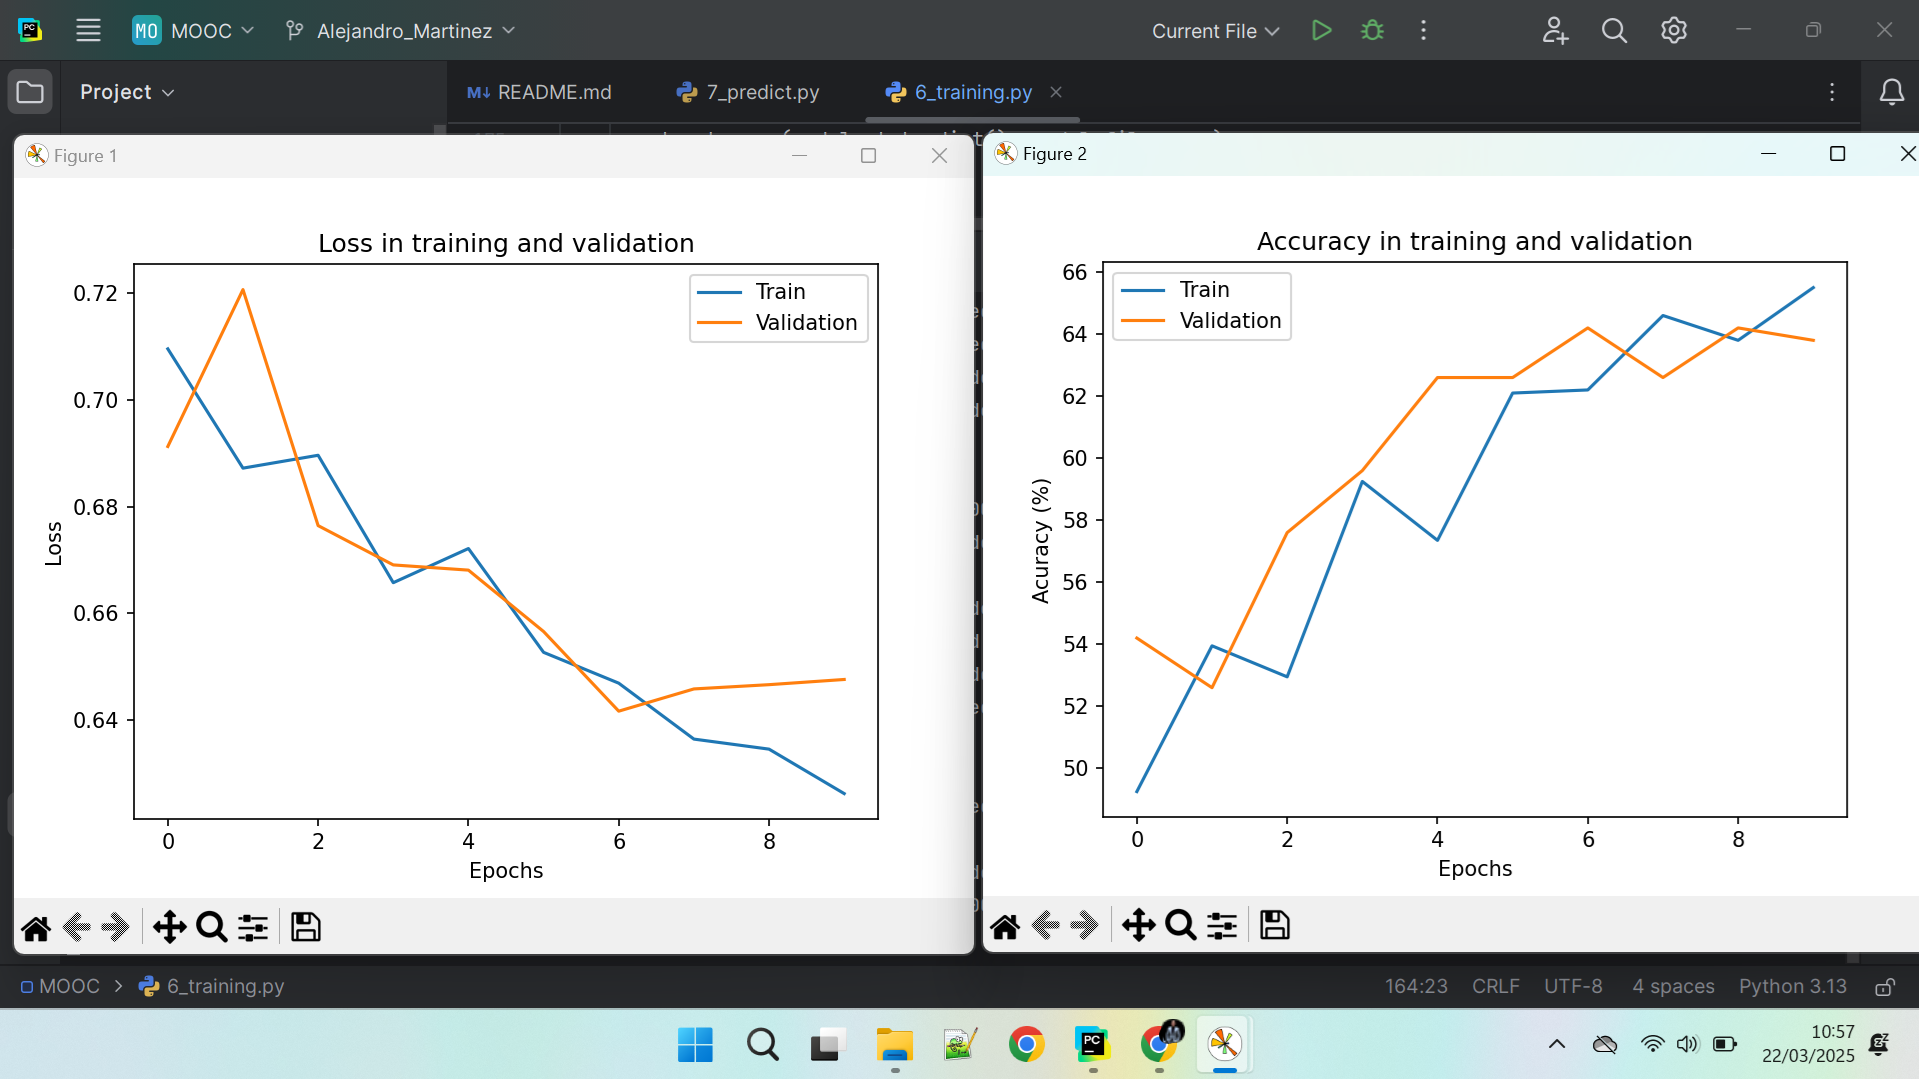 PC
MO MOOC
Alejandro_Martinez
Current File
Project
M↓ README.md
7_predict.py
6_training.py
Figure 1
Loss in training and validation
Train
Validation
0.72
0.70
0.68
0.66
0.64
Loss
0
2
4
6
8
Epochs
Figure 2
Accuracy in training and validation
Train
Validation
66
64
62
60
58
56
54
52
50
Acuracy (%)
0
2
4
6
8
Epochs
MOOC > 6_training.py
164:23
CRLF
UTF-8
4 spaces
Python 3.13
PC
10:57
22/03/2025